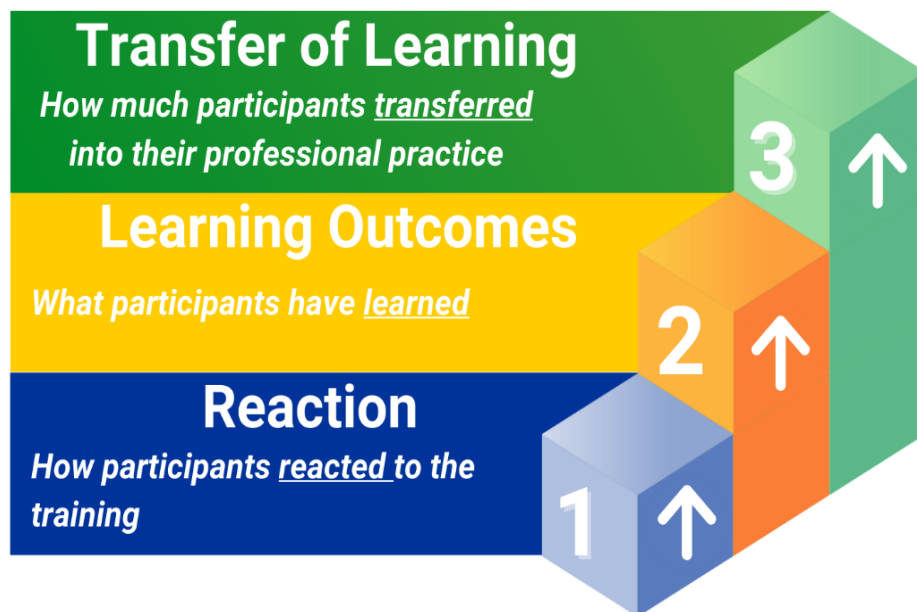 Transfer of Learning
How much participants transferred
into their professional practice
3
Learning Outcomes
What participants have learned
2
Reaction
How participants reacted to the
training
1